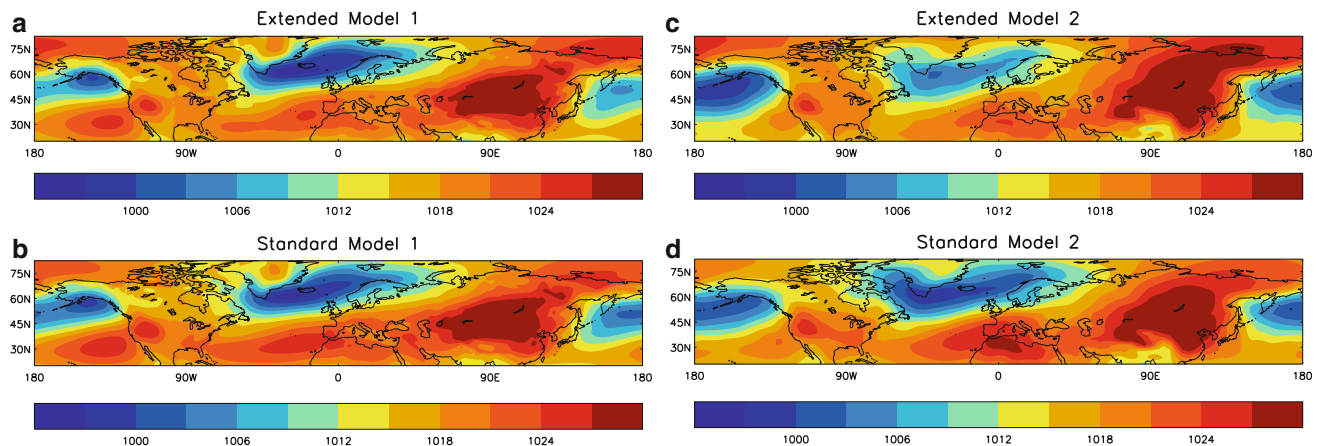 a
Extended Model 1
75N
60N
45N
30N
180 90W 0 90E 180
1000 1006 1012 1018 1024
b
Standard Model 1
75N
60N
45N
30N
180 90W 0 90E 180
1000 1006 1012 1018 1024
c
Extended Model 2
75N
60N
45N
30N
180 90W 0 90E 180
1000 1006 1012 1018 1024
d
Standard Model 2
75N
60N
45N
30N
180 90W 0 90E 180
1000 1006 1012 1018 1024